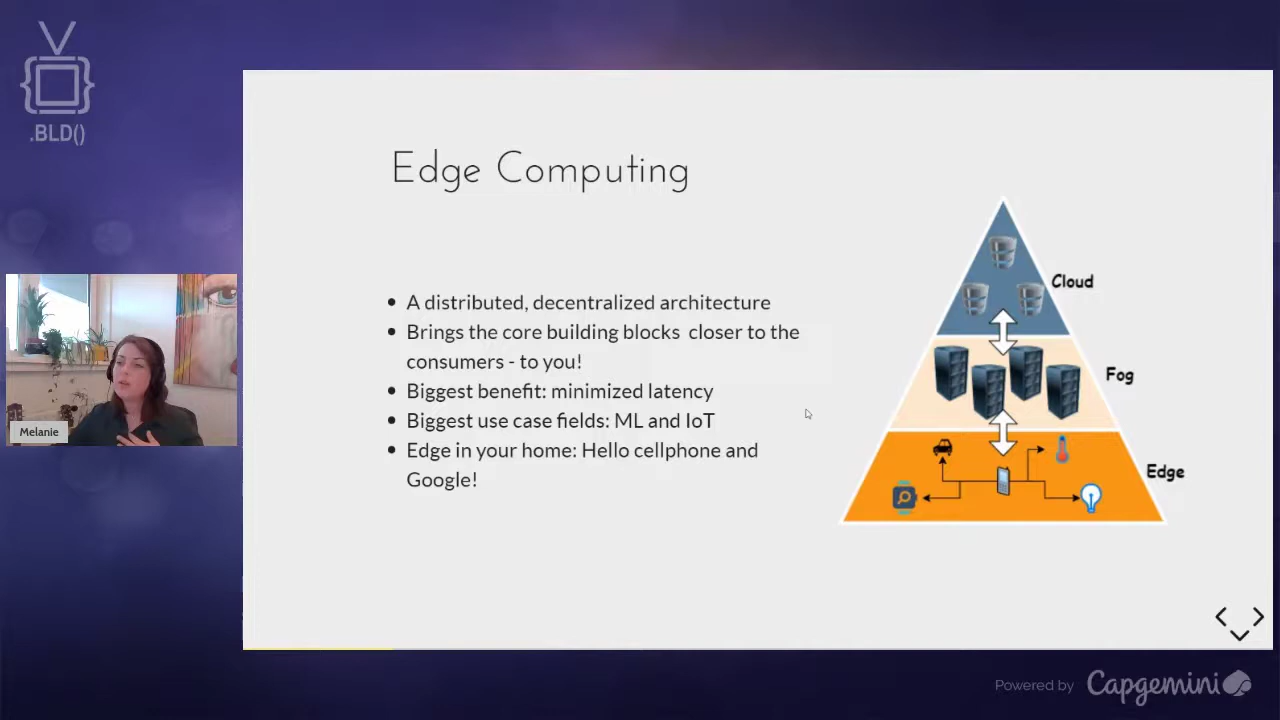 .BLD()
Edge Computing
A distributed, decentralized architecture
Brings the core building blocks closer to the
consumers - to you!
Biggest benefit: minimized latency
Biggest use case fields: ML and IoT
Edge in your home: Hello cellphone and
Google!
Cloud
Fog
Edge
Melanie
Powered by Capgemini